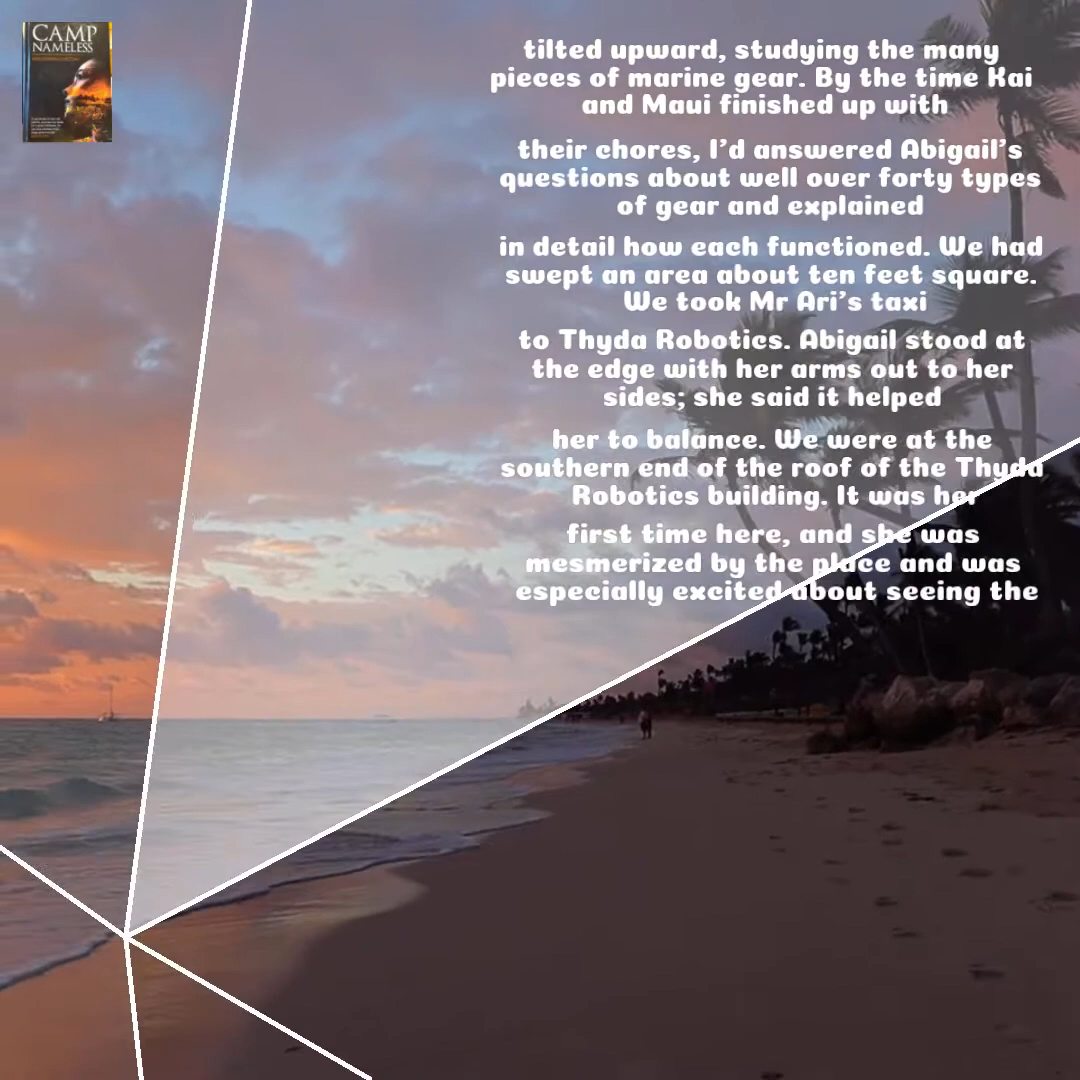 CAMP
NAMELESS
tilted upward, studying the many
pieces of marine gear. By the time Kai
and Maui finished up with
their chores, I'd answered Abigail's
questions about well over forty types
of gear and explained
in detail how each functioned. We had
swept an area about ten feet square.
We took Mr Ari's taxi
to Thyda Robotics. Abigail stood at
the edge with her arms out to her
sides; she said it helped
her to balance. We were at the
southern end of the roof of the Thyda
Robotics building. It was her
first time here, and she was
mesmerized by the place and was
especially excited about seeing the